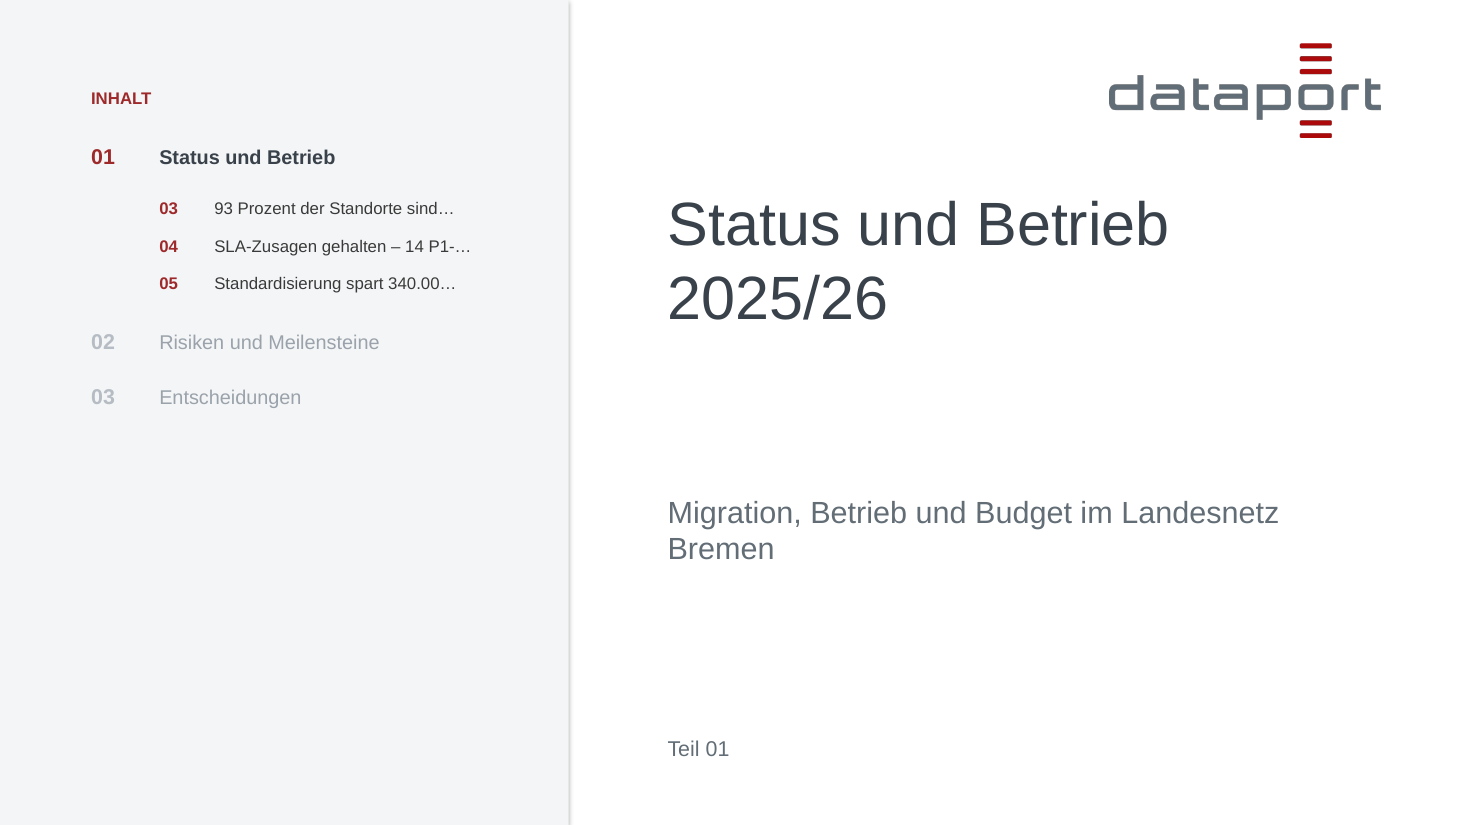 INHALT
01 Status und Betrieb
03 93 Prozent der Standorte sind…
04 SLA-Zusagen gehalten – 14 P1-…
05 Standardisierung spart 340.00…
02 Risiken und Meilensteine
03 Entscheidungen
dataport
Status und Betrieb
2025/26
Migration, Betrieb und Budget im Landesnetz
Bremen
Teil 01